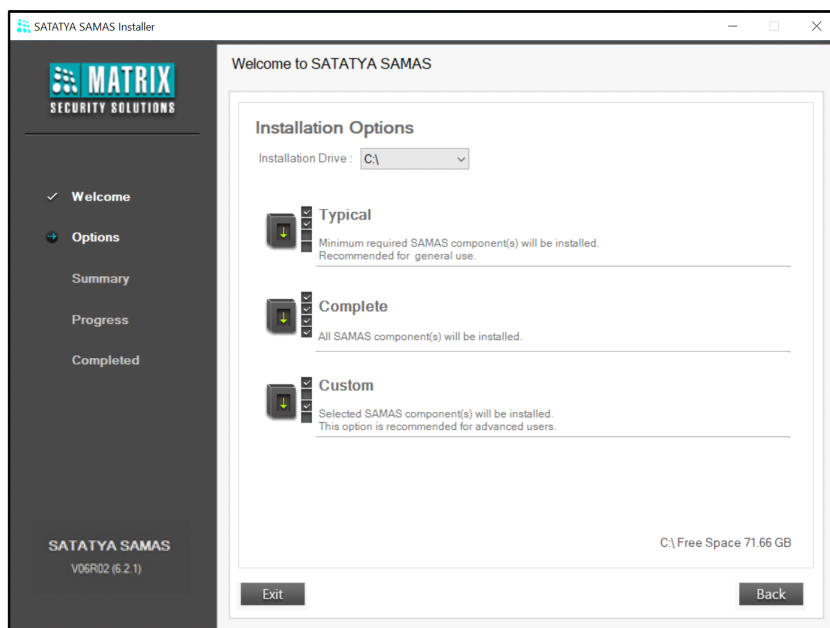 SATATYA SAMAS Installer
MATRIX
SECURITY SOLUTIONS
Welcome
Options
Summary
Progress
Completed
SATATYA SAMAS
V06R02 (6.2.1)
Welcome to SATATYA SAMAS
Installation Options
Installation Drive : C:\
Typical
Minimum required SAMAS component(s) will be installed.
Recommended for general use.
Complete
All SAMAS component(s) will be installed.
Custom
Selected SAMAS component(s) will be installed.
This option is recommended for advanced users.
C:\ Free Space 71.66 GB
Exit
Back